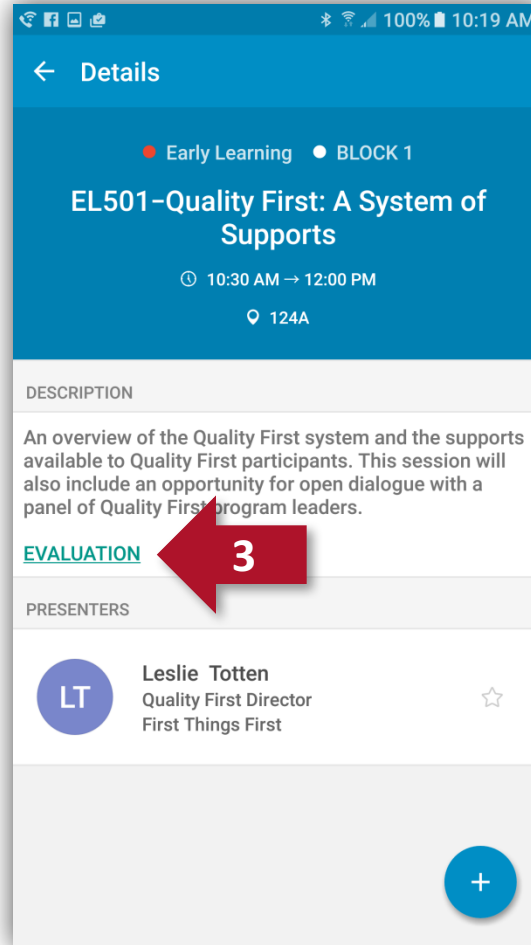 100% 10:19 AM
Details
Early Learning BLOCK 1
EL501–Quality First: A System of
Supports
10:30 AM → 12:00 PM
124A
DESCRIPTION
An overview of the Quality First system and the supports
available to Quality First participants. This session will
also include an opportunity for open dialogue with a
panel of Quality First program leaders.
EVALUATION 3
PRESENTERS
LT
Leslie Totten
Quality First Director
First Things First
+